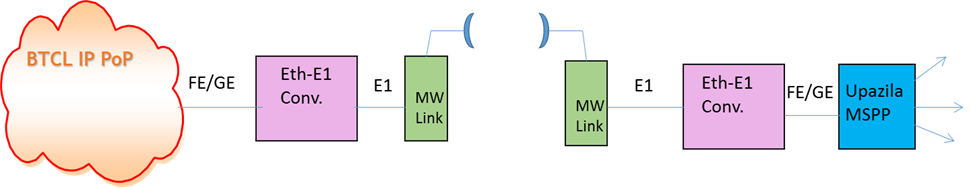 BTCL IP PoP
FE/GE
Eth-E1
Conv.
E1
MW
Link
MW
Link
E1
Eth-E1
Conv.
FE/GE
Upazila
MSPP